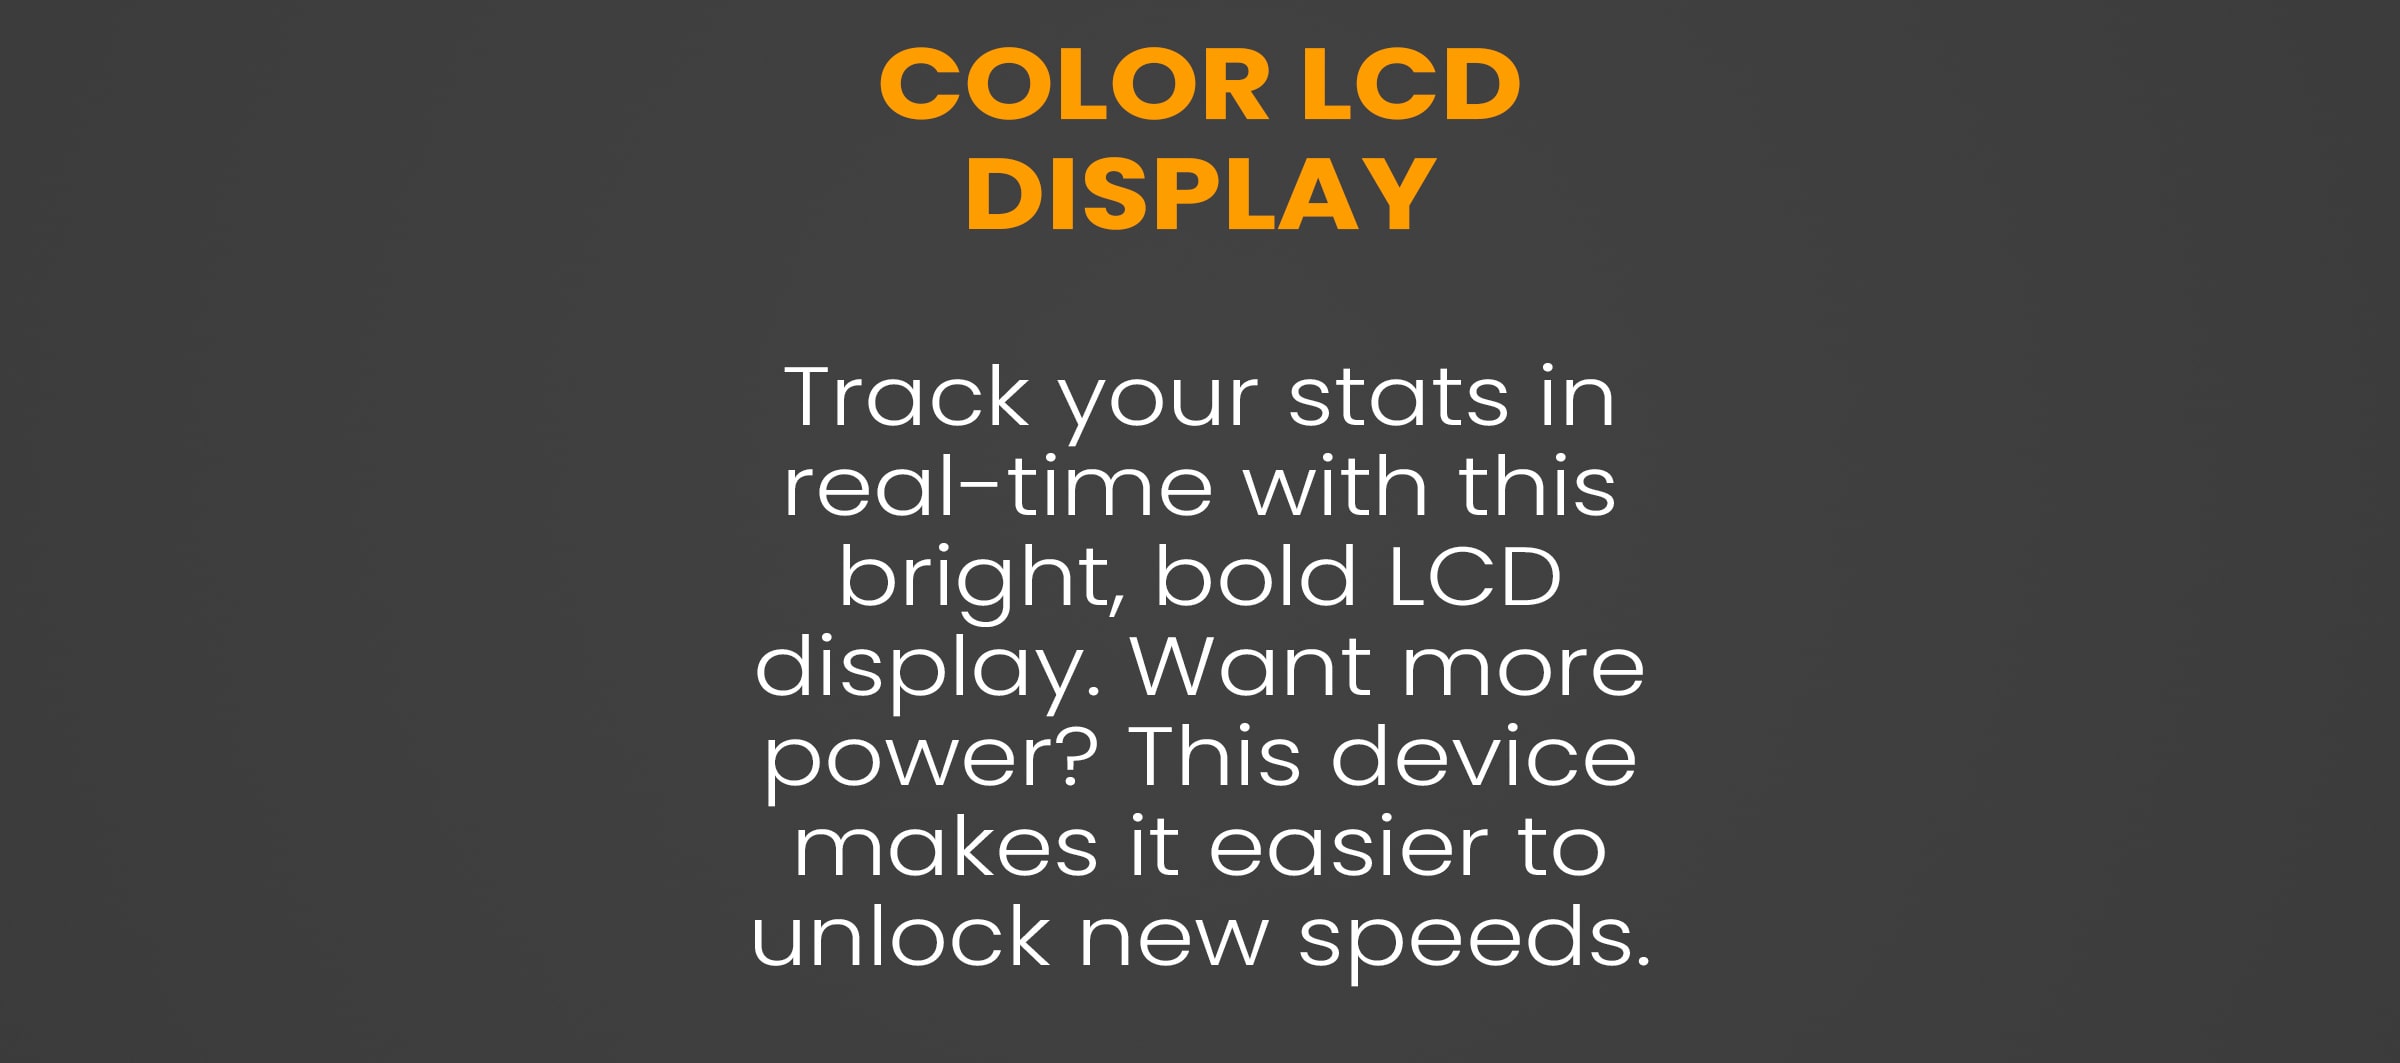 COLOR LCD
DISPLAY
Track your stats in
real-time with this
bright, bold LCD
display. Want more
power? This device
makes it easier to
unlock new speeds.